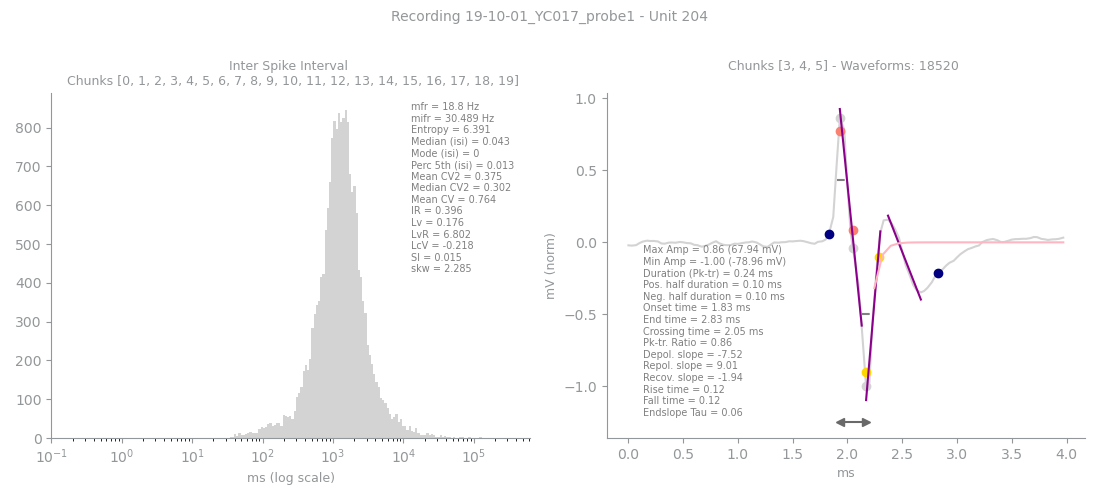 Recording 19-10-01_YC017_probe1 - Unit 204
Inter Spike Interval
Chunks [0, 1, 2, 3, 4, 5, 6, 7, 8, 9, 10, 11, 12, 13, 14, 15, 16, 17, 18, 19]
mfr = 18.8 Hz
mifr = 30.489 Hz
Entropy = 6.391
Median (isi) = 0.043
Mode (isi) = 0
Perc 5th (isi) = 0.013
Mean CV2 = 0.375
Median CV2 = 0.302
Mean CV = 0.764
IR = 0.396
Lv = 0.176
LvR = 6.802
LcV = -0.218
SI = 0.015
skw = 2.285
800
700
600
500
400
300
200
100
0
10⁻¹ 10⁰ 10¹ 10² 10³ 10⁴ 10⁵
ms (log scale)
Chunks [3, 4, 5] - Waveforms: 18520
mV (norm)
1.0
0.5
0.0
−0.5
−1.0
Max Amp = 0.86 (67.94 mV)
Min Amp = -1.00 (-78.96 mV)
Duration (Pk-tr) = 0.24 ms
Pos. half duration = 0.10 ms
Neg. half duration = 0.10 ms
Onset time = 1.83 ms
End time = 2.83 ms
Crossing time = 2.05 ms
Pk-tr. Ratio = 0.86
Depol. slope = -7.52
Repol. slope = 9.01
Recov. slope = -1.94
Rise time = 0.12
Fall time = 0.12
Endslope Tau = 0.06
0.0 0.5 1.0 1.5 2.0 2.5 3.0 3.5 4.0
ms